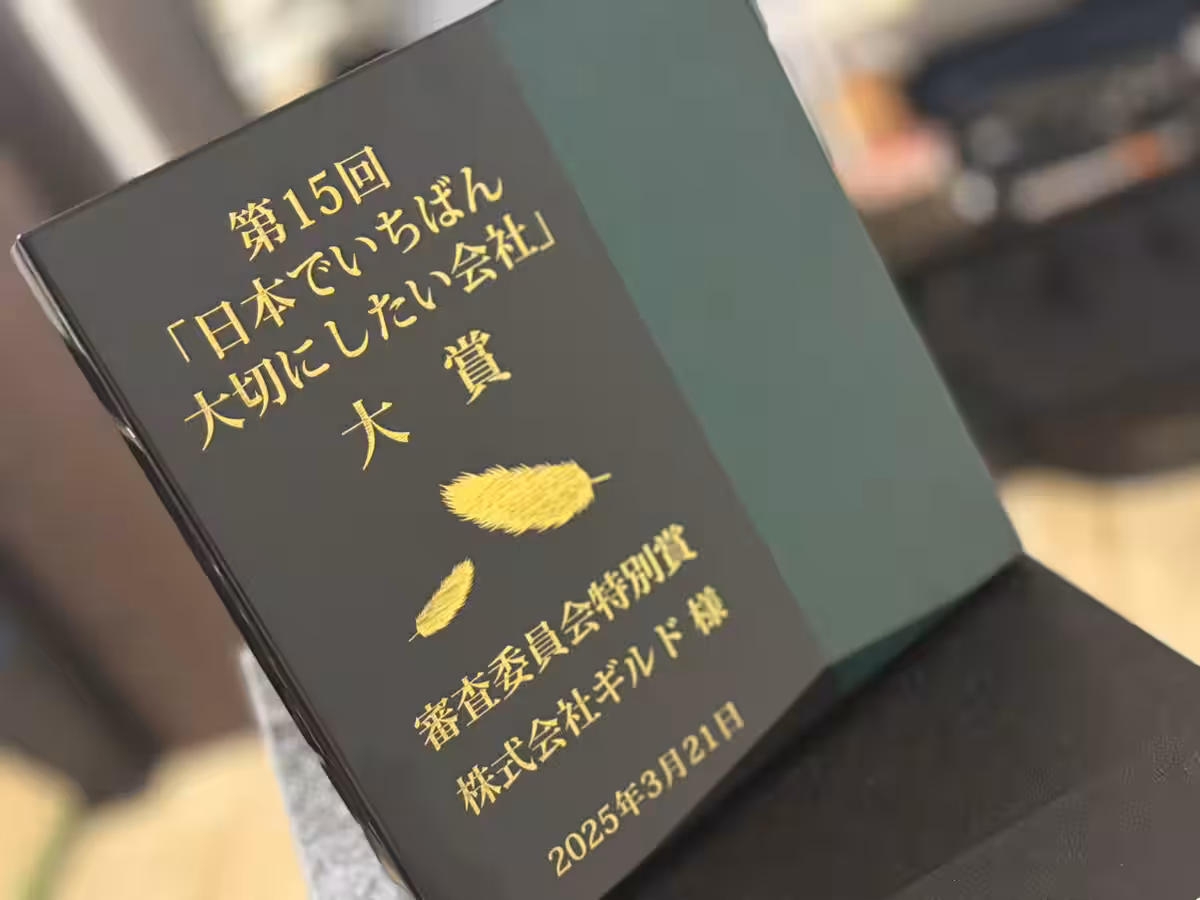 第15回
「日本でいちばん
大切にしたい会社」
大賞
審査委員会特別賞
株式会社ギルド 様
2025年3月21日